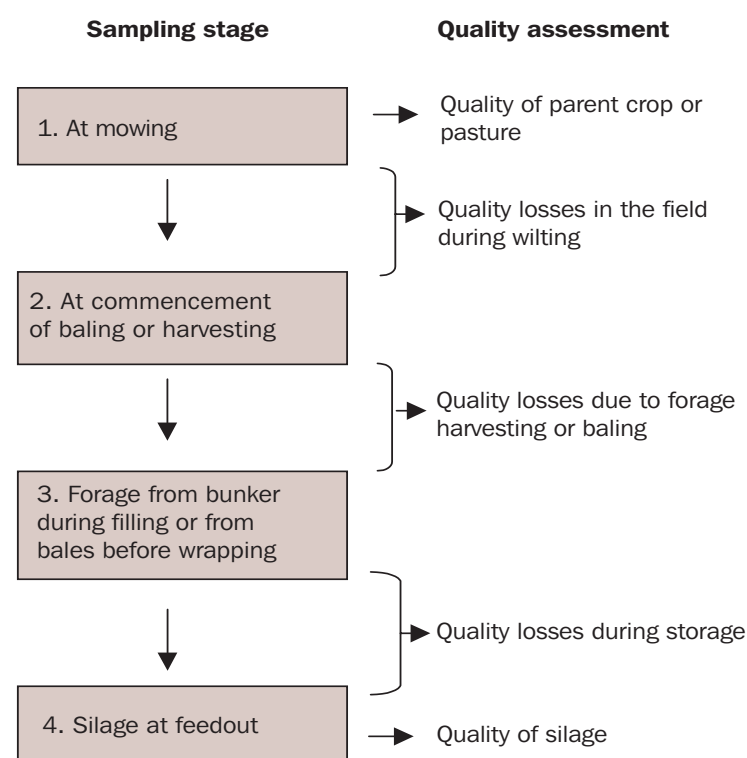 Sampling stage
Quality assessment
1. At mowing
Quality of parent crop or
pasture
Quality losses in the field
during wilting
2. At commencement
of baling or harvesting
Quality losses due to forage
harvesting or baling
3. Forage from bunker
during filling or from
bales before wrapping
Quality losses during storage
4. Silage at feedout
Quality of silage